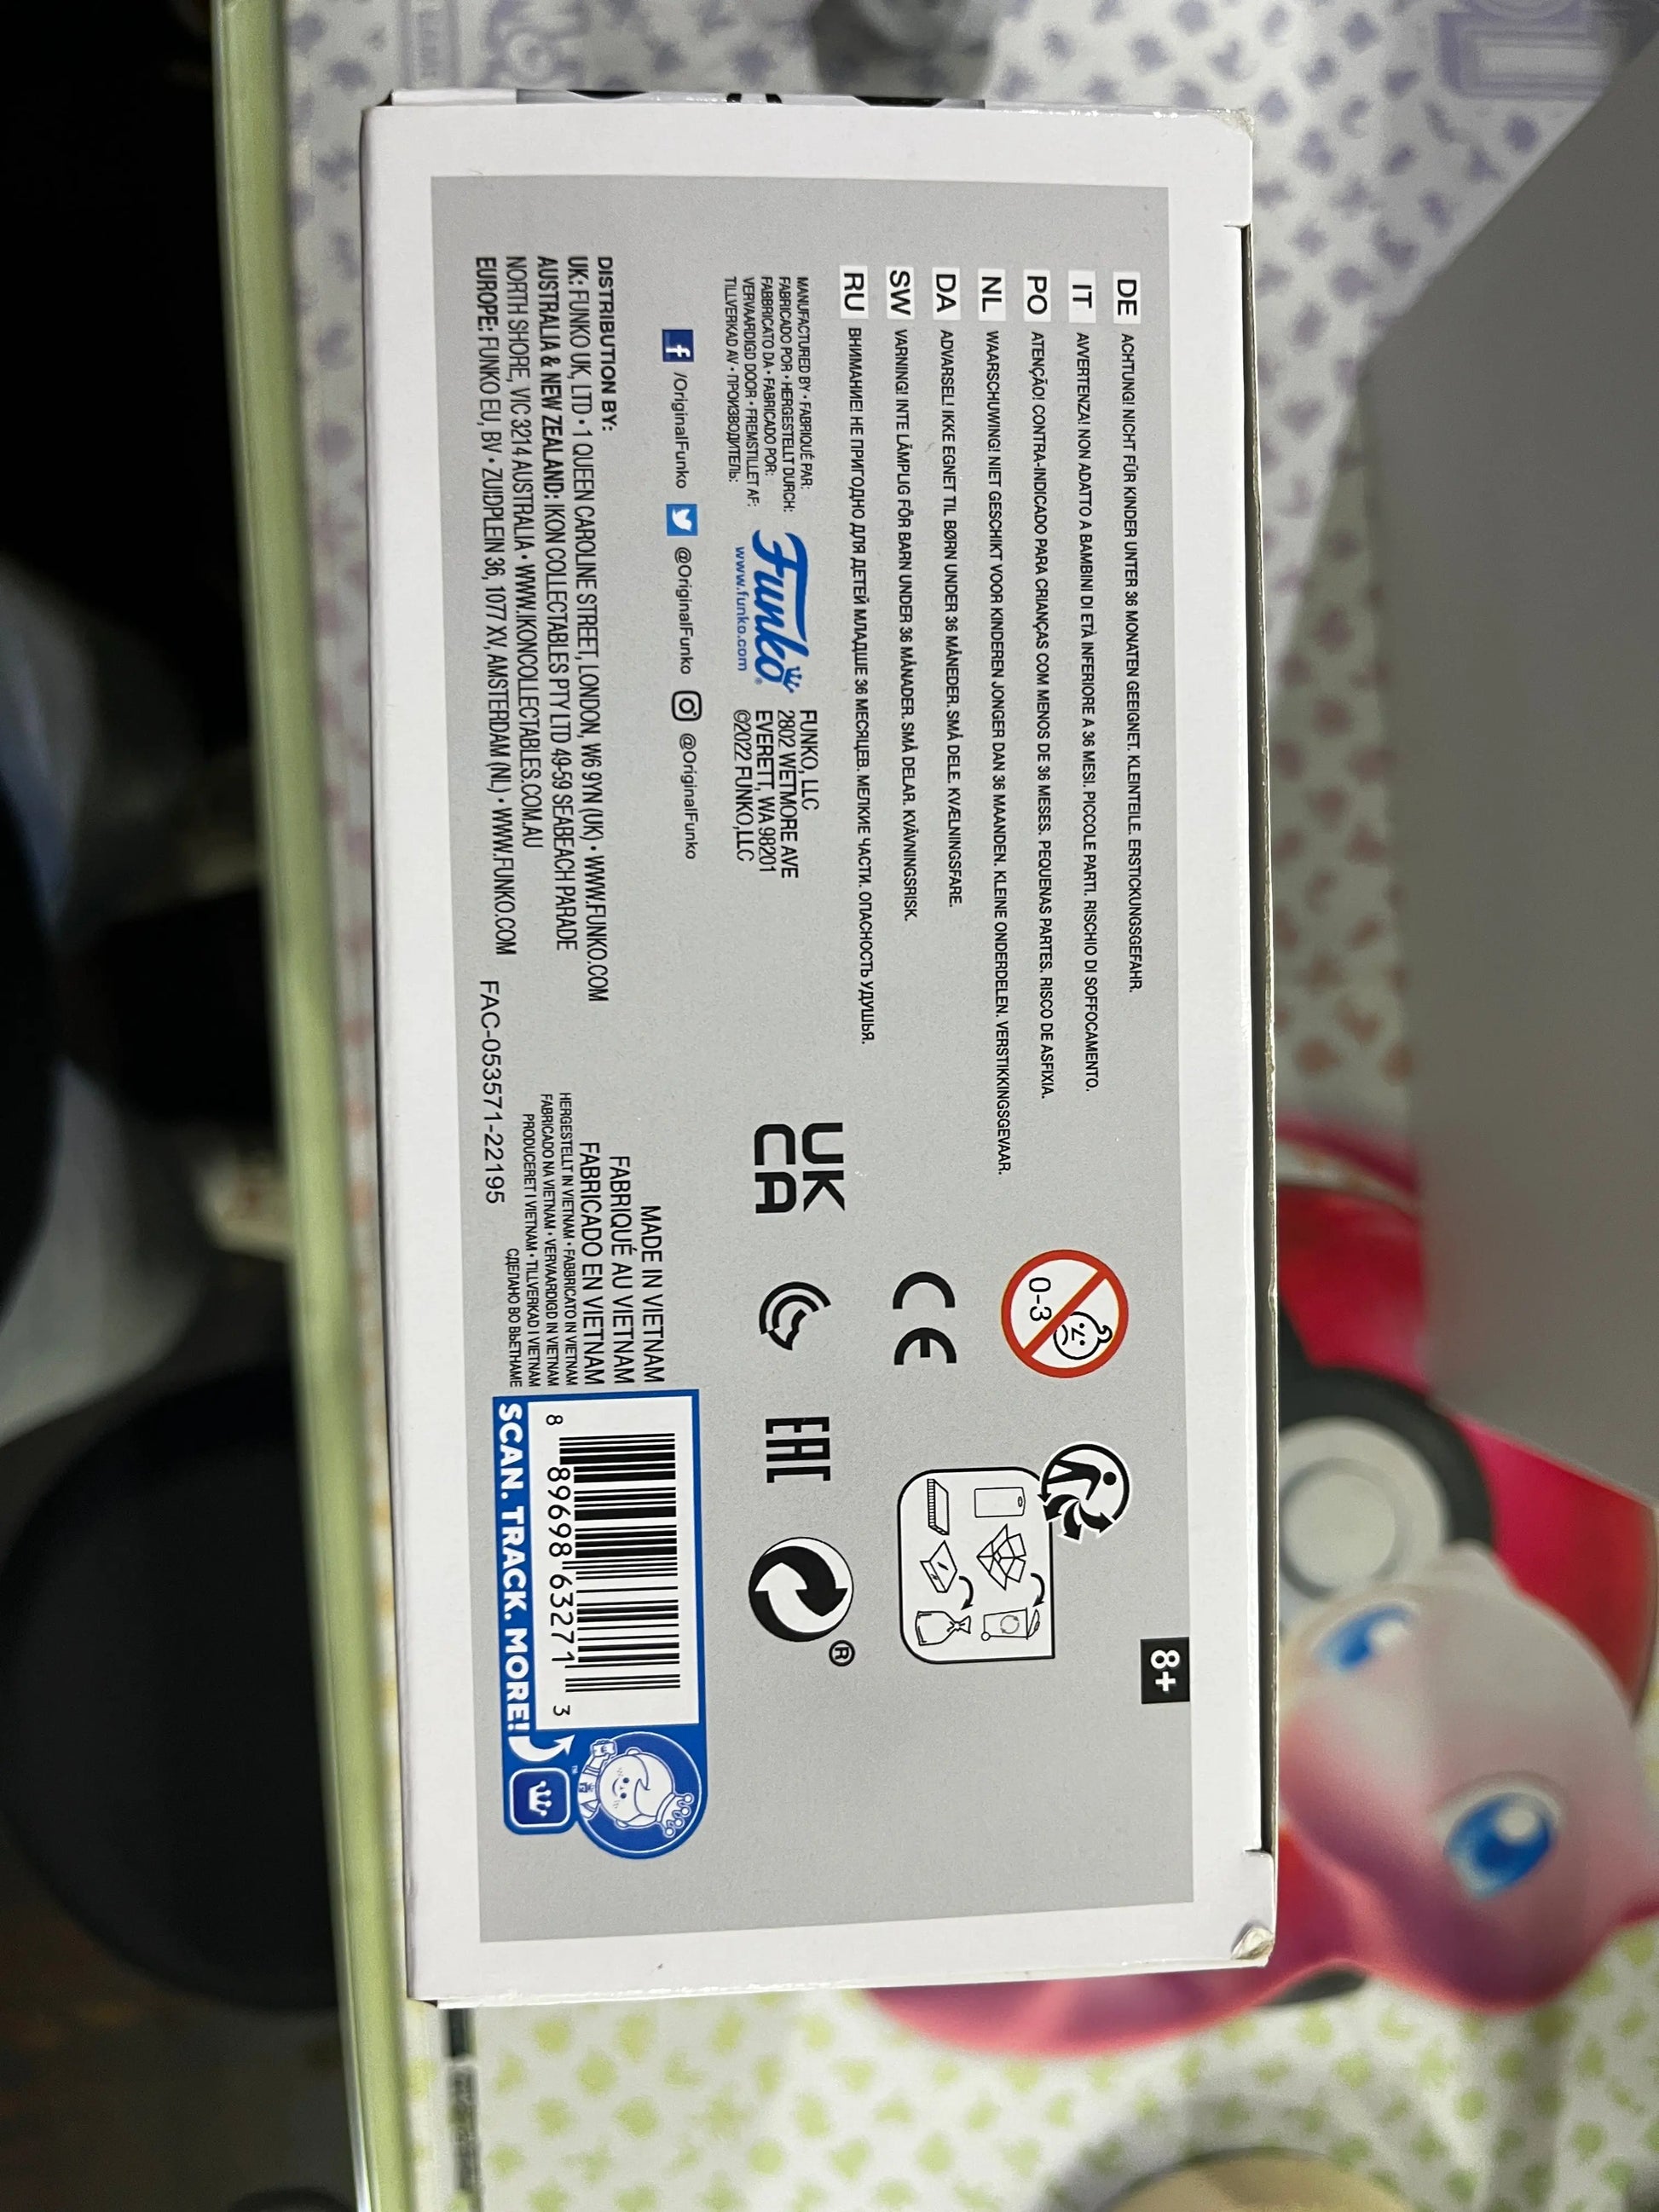 8+
DE ACHTUNG! NICHT FÜR KINDER UNTER 36 MONATEN GEEIGNET. KLEINTEILE. ERSTICKUNGSGEFAHR.
IT AVVERTENZA! NON ADATTO A BAMBINI DI ETÀ INFERIORE A 36 MESI. PICCOLE PARTI. RISCHIO DI SOFFOCAMENTO.
PO ATENÇÃO! CONTRA-INDICADO PARA CRIANÇAS COM MENOS DE 36 MESES. PEQUENAS PARTES. RISCO DE ASFIXIA.
NL WAARSCHUWING! NIET GESCHIKT VOOR KINDEREN JONGER DAN 36 MAANDEN. KLEINE ONDERDELEN. VERSTIKKINGSGEVAAR.
DA ADVARSEL! IKKE EGNET TIL BØRN UNDER 36 MÅNEDER. SMÅ DELE. KVÆLNINGSFARE.
SW VARNING! INTE LÄMPLIG FÖR BARN UNDER 36 MÅNADER. SMÅ DELAR. KVÄVNINGSRISK.
RU ВНИМАНИЕ! НЕ ПРИГОДНО ДЛЯ ДЕТЕЙ МЛАДШЕ 36 МЕСЯЦЕВ. МЕЛКИЕ ЧАСТИ. ОПАСНОСТЬ УДУШЬЯ.
0-3
CE
UK
CA
EAC
®
MANUFACTURED BY • FABRIQUÉ PAR:
FABRICADO POR • HERGESTELLT DURCH:
FABBRICATO DA • FABRICADO POR:
VERVAARDIGD DOOR • FREMSTILLET AF:
TILLVERKAD AV • ПРОИЗВОДИТЕЛЬ:
Funko®
www.funko.com
FUNKO, LLC
2802 WETMORE AVE
EVERETT, WA 98201
©2022 FUNKO,LLC
/OriginalFunko @OriginalFunko @OriginalFunko
DISTRIBUTION BY:
UK: FUNKO UK, LTD • 1 QUEEN CAROLINE STREET, LONDON, W6 9YN (UK) • WWW.FUNKO.COM
AUSTRALIA & NEW ZEALAND: IKON COLLECTABLES PTY LTD 49-59 SEABEACH PARADE
NORTH SHORE, VIC 3214 AUSTRALIA • WWW.IKONCOLLECTABLES.COM.AU
EUROPE: FUNKO EU, BV • ZUIDPLEIN 36, 1077 XV, AMSTERDAM (NL) • WWW.FUNKO.COM
FAC-053571-22195
MADE IN VIETNAM
FABRIQUÉ AU VIETNAM
FABRICADO EN VIETNAM
HERGESTELLT IN VIETNAM • FABBRICATO IN VIETNAM
FABRICADO NA VIETNAM • VERVAARDIGD IN VIETNAM
PRODUCERET I VIETNAM • TILLVERKAD I VIETNAM
СДЕЛАНО ВО ВЬЕТНАМЕ
8 89698 63271 3
SCAN. TRACK. MORE!
™